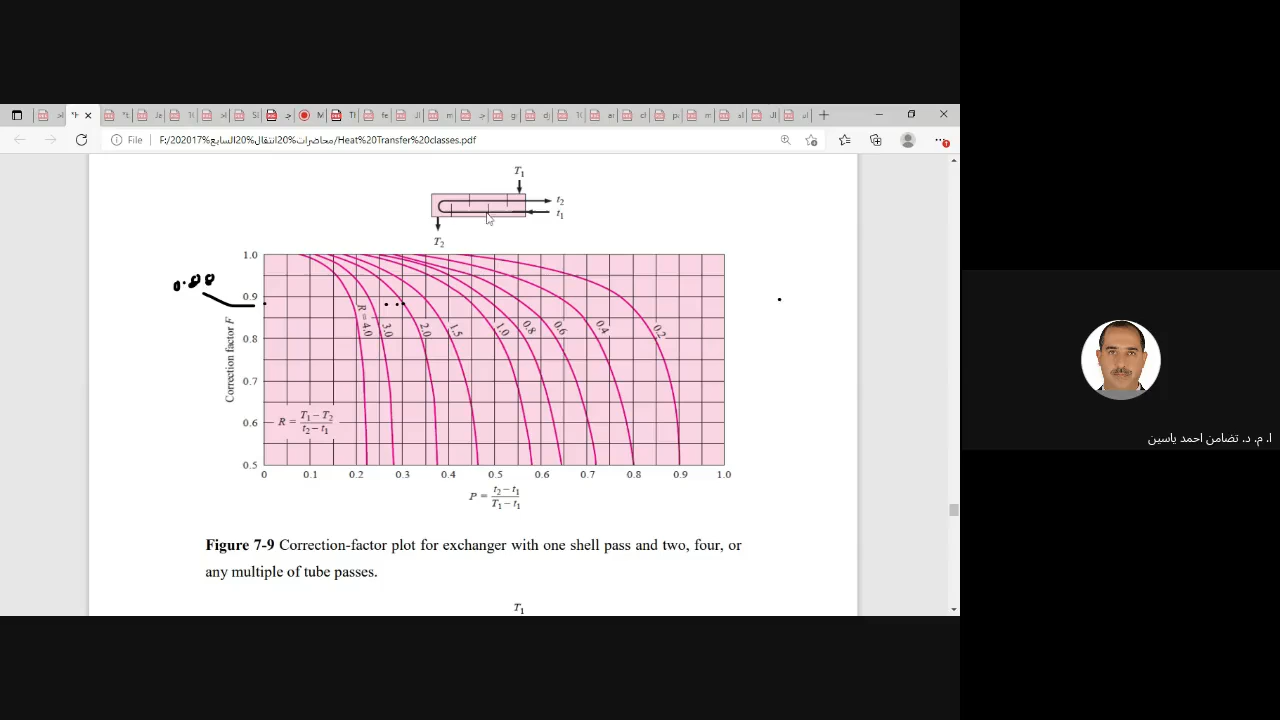 File
F:/202017%السابع%20انتقال%20محاضرات/Heat%20Transfer%20classes.pdf
T1
t2
t1
T2
0.88
1.0
0.9
0.8
0.7
0.6
0.5
Correction factor F
R = 4.0
3.0
2.0
1.5
1.0
0.8
0.6
0.4
0.2
R = T1 − T2 / t2 − t1
0 0.1 0.2 0.3 0.4 0.5 0.6 0.7 0.8 0.9 1.0
P = t2 − t1 / T1 − t1
Figure 7-9 Correction-factor plot for exchanger with one shell pass and two, four, or
any multiple of tube passes.
T1
ا. م. د. تضامن احمد ياسين